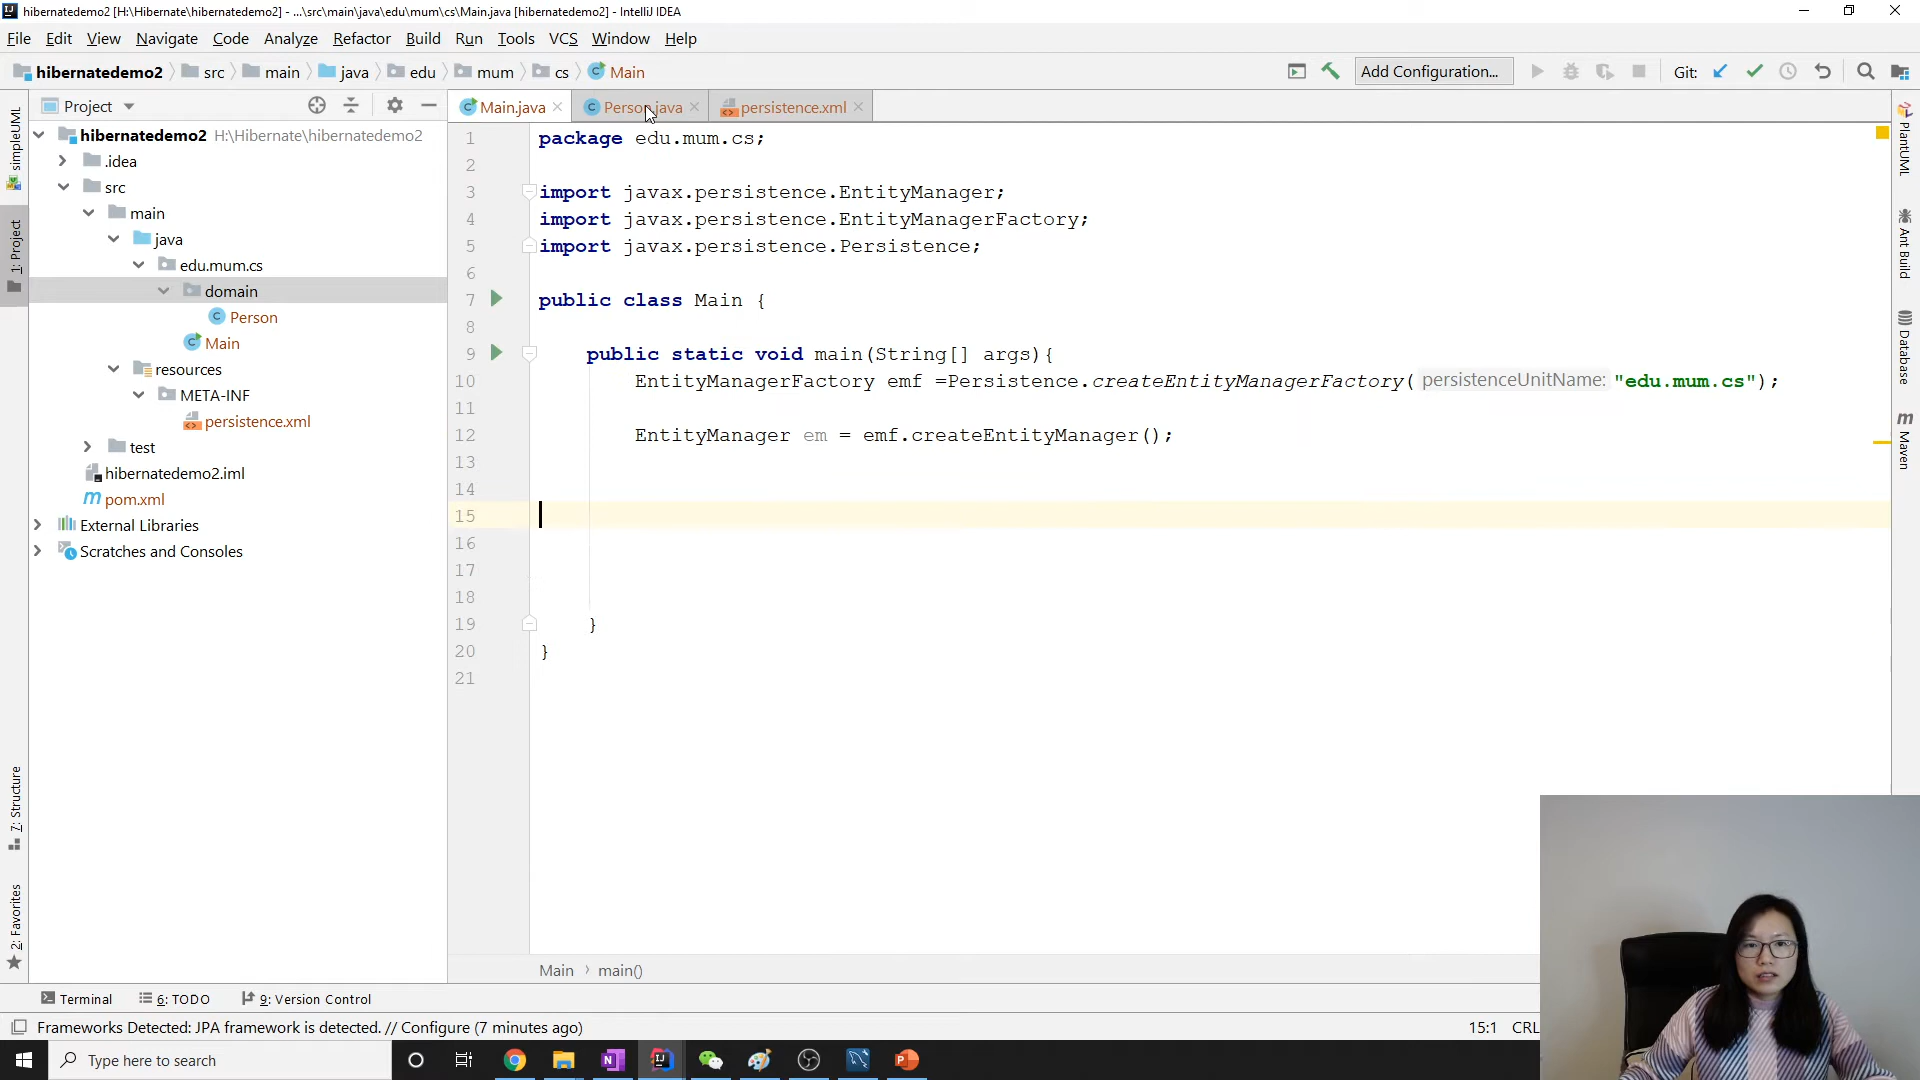 hibernatedemo2 [H:\Hibernate\hibernatedemo2] - ...\src\main\java\edu\mum\cs\Main.java [hibernatedemo2] - IntelliJ IDEA
File Edit View Navigate Code Analyze Refactor Build Run Tools VCS Window Help
hibernatedemo2 src main java edu mum cs Main Add Configuration... Git:
Project
Main.java Person.java persistence.xml
hibernatedemo2 H:\Hibernate\hibernatedemo2
.idea
src
main
java
edu.mum.cs
domain
Person
Main
resources
META-INF
persistence.xml
test
hibernatedemo2.iml
pom.xml
External Libraries
Scratches and Consoles
simpleUML
1: Project
7: Structure
2: Favorites
1 package edu.mum.cs;
2
3 import javax.persistence.EntityManager;
4 import javax.persistence.EntityManagerFactory;
5 import javax.persistence.Persistence;
6
7 public class Main {
8
9 public static void main(String[] args){
10 EntityManagerFactory emf =Persistence.createEntityManagerFactory( persistenceUnitName: "edu.mum.cs");
11
12 EntityManager em = emf.createEntityManager();
13
14
15
16
17
18
19 }
20 }
21
PlantUML
Ant Build
Database
Maven
Main main()
Terminal 6: TODO 9: Version Control
Frameworks Detected: JPA framework is detected. // Configure (7 minutes ago) 15:1 CRL
Type here to search